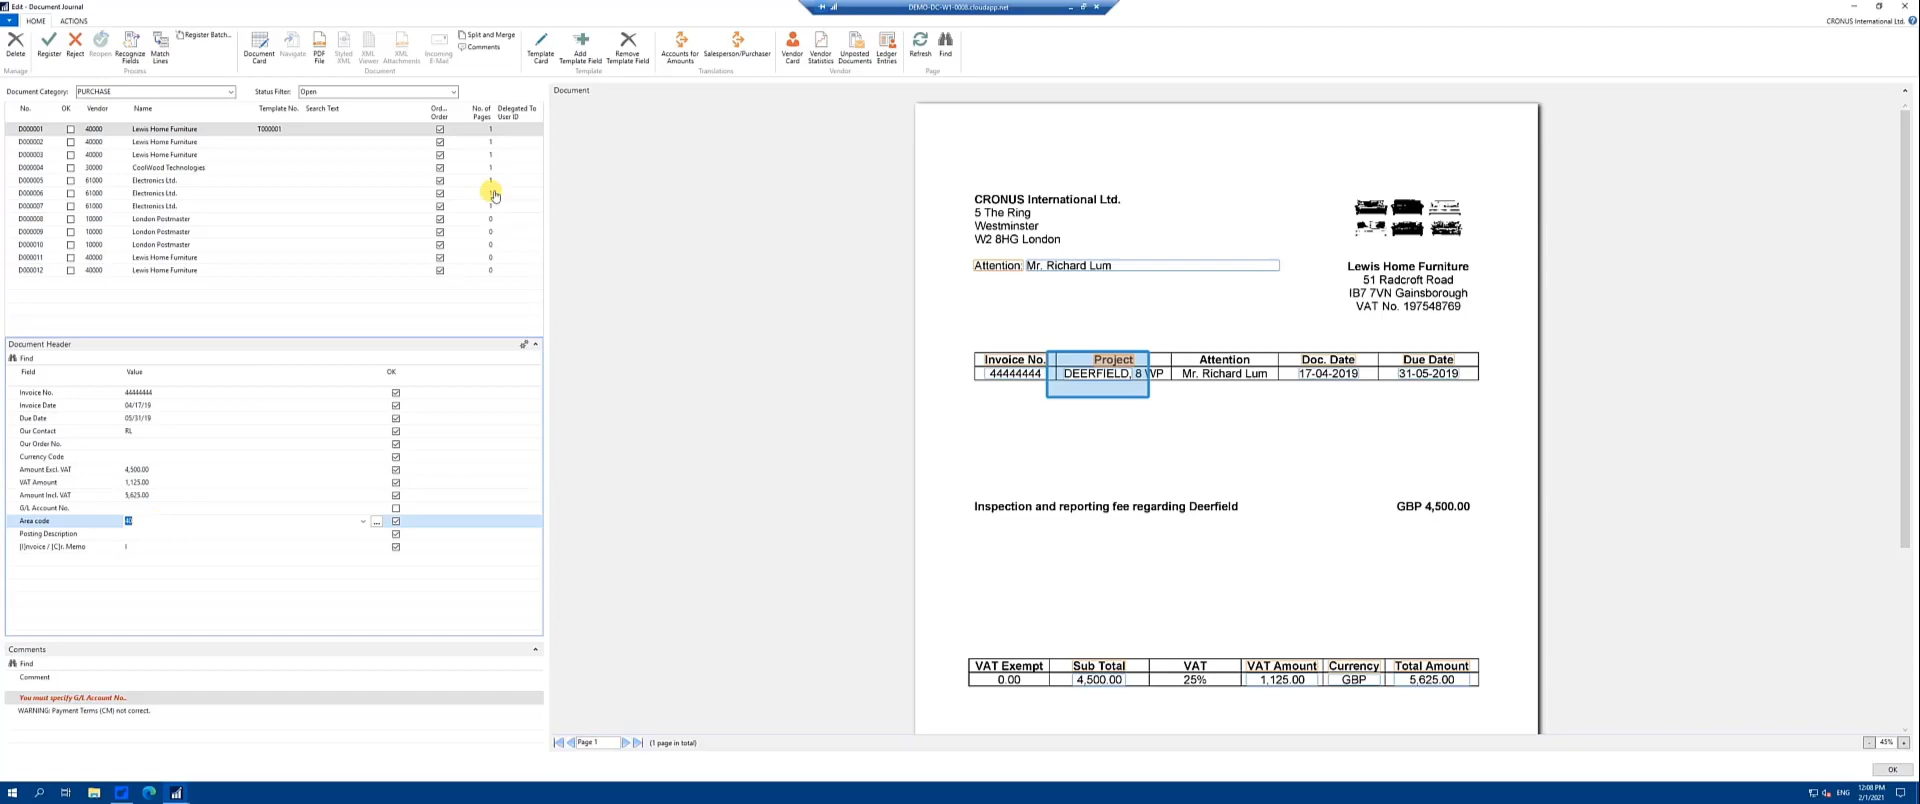 Edit - Document Journal
DEMO-DC-W1-0008.cloudapp.net
HOME ACTIONS
CRONUS International Ltd.
Delete
Manage
Register Reject Reopen Recognize Fields Match Lines Register Batch...
Process
Document Card Navigate PDF File Styled XML XML Viewer XML Attachments Incoming E-Mail Split and Merge
Comments
Document
Template Card Add Template Field Remove Template Field
Template
Accounts for Amounts Salesperson/Purchaser
Translations
Vendor Card Vendor Statistics Unposted Documents Ledger Entries
Vendor
Refresh Find
Page
Document Category: PURCHASE Status Filter: Open
No. OK Vendor Name Template No. Search Text Ord... Order No. of Pages Delegated To User ID
D000001 40000 Lewis Home Furniture T000001 1
D000002 40000 Lewis Home Furniture 1
D000003 40000 Lewis Home Furniture 1
D000004 30000 CoolWood Technologies 1
D000005 61000 Electronics Ltd. 1
D000006 61000 Electronics Ltd.
D000007 61000 Electronics Ltd. 1
D000008 10000 London Postmaster 0
D000009 10000 London Postmaster 0
D000010 10000 London Postmaster 0
D000011 40000 Lewis Home Furniture 0
D000012 40000 Lewis Home Furniture 0
Document Header
Find
Field Value OK
Invoice No. 44444444
Invoice Date 04/17/19
Due Date 05/31/19
Our Contact RL
Our Order No.
Currency Code
Amount Excl. VAT 4,500.00
VAT Amount 1,125.00
Amount Incl. VAT 5,625.00
G/L Account No.
Area code
Posting Description
[I]nvoice / [C]r. Memo I
Comments
Find
Comment
You must specify G/L Account No..
WARNING: Payment Terms (CM) not correct.
Document
CRONUS International Ltd.
5 The Ring
Westminster
W2 8HG London
Attention: Mr. Richard Lum
Lewis Home Furniture
51 Radcroft Road
IB7 7VN Gainsborough
VAT No. 197548769
Invoice No. Project Attention Doc. Date Due Date
44444444 DEERFIELD, 8 WP Mr. Richard Lum 17-04-2019 31-05-2019
Inspection and reporting fee regarding Deerfield GBP 4,500.00
VAT Exempt Sub Total VAT VAT Amount Currency Total Amount
0.00 4,500.00 25% 1,125.00 GBP 5,625.00
Page 1 (1 page in total)
- 45% +
OK
ENG 12:08 PM
2/1/2021